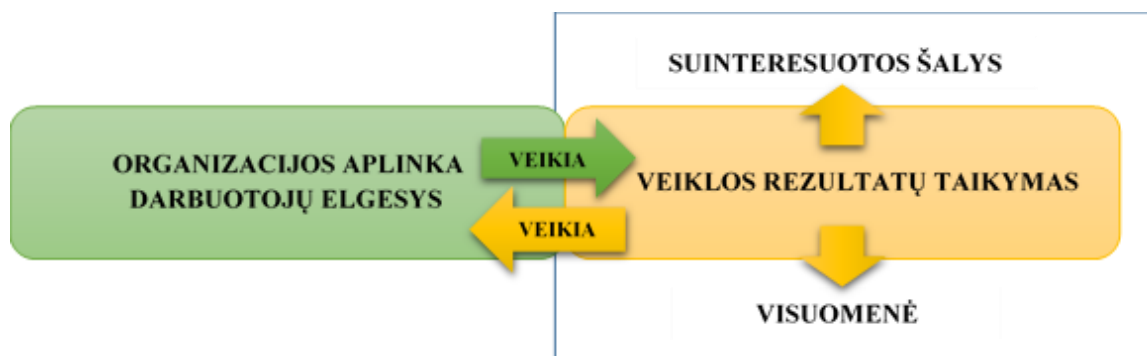 SUINTERESUOTOS ŠALYS
ORGANIZACIJOS APLINKA
DARBUOTOJŲ ELGESYS
VEIKIA
VEIKIA
VEIKLOS REZULTATŲ TAIKYMAS
VISUOMENĖ